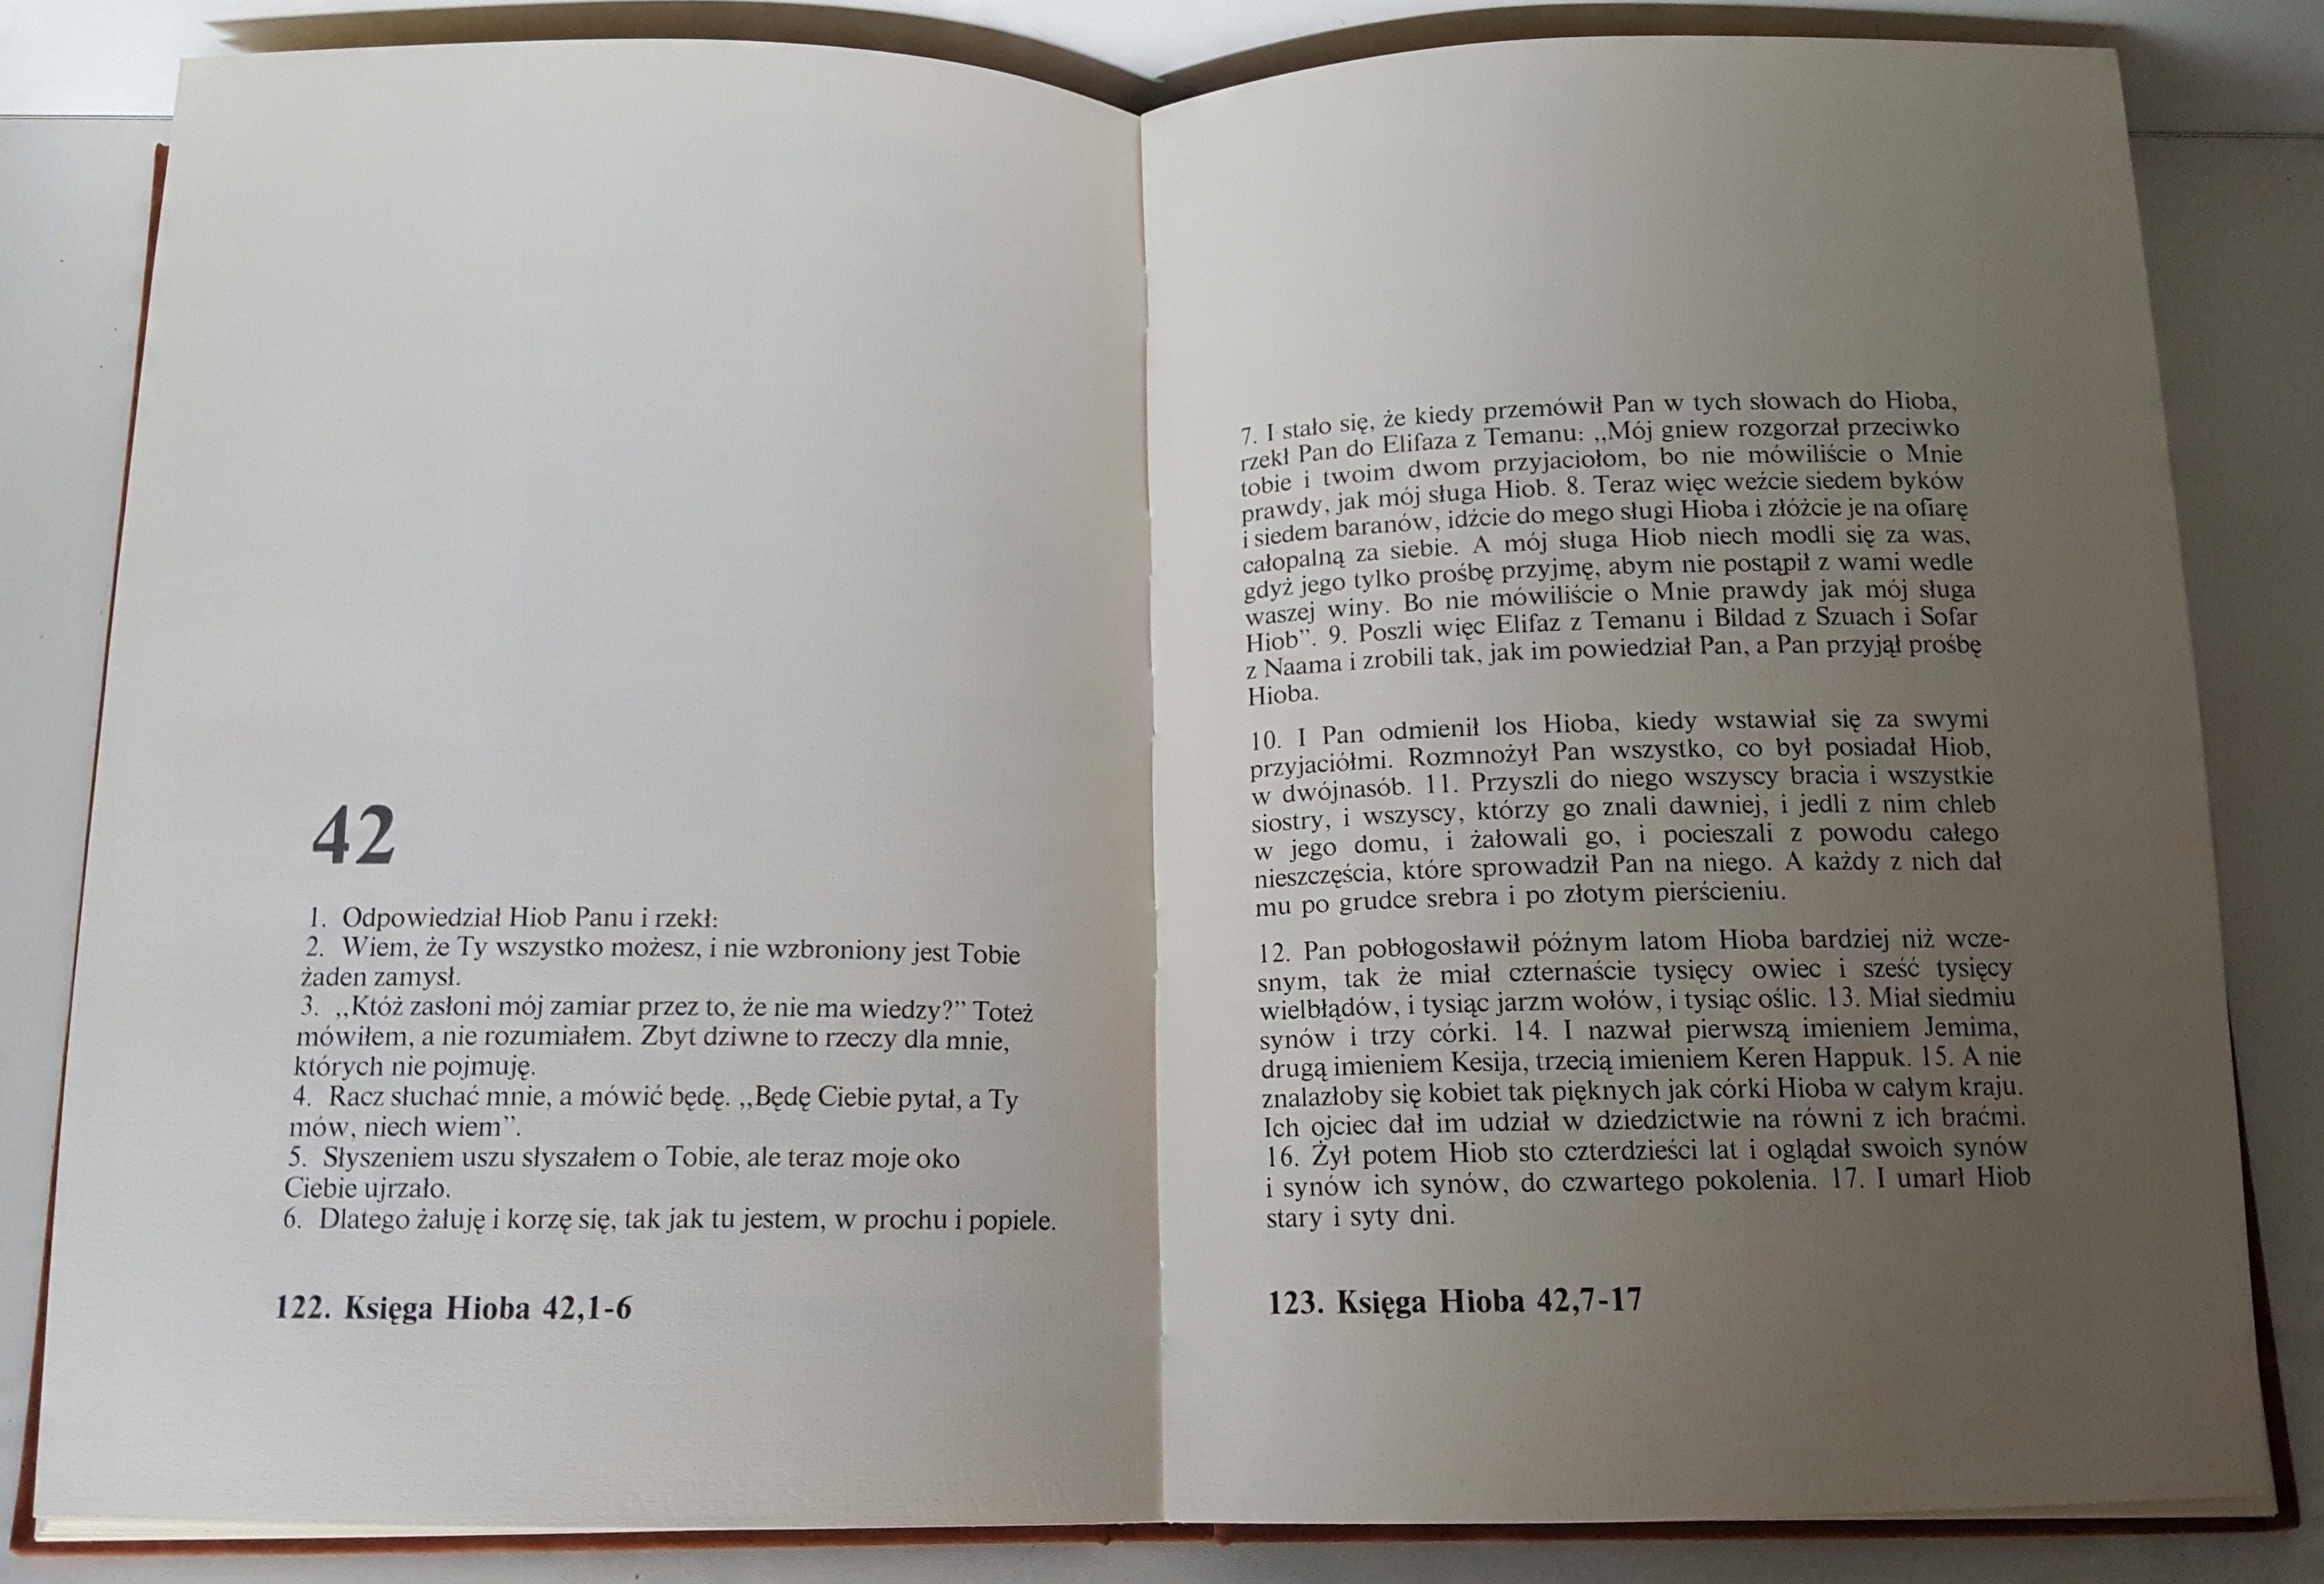 42
1. Odpowiedział Hiob Panu i rzekł:
2. Wiem, że Ty wszystko możesz, i nie wzbroniony jest Tobie
żaden zamysł.
3. ,,Któż zasłoni mój zamiar przez to, że nie ma wiedzy?” Toteż
mówiłem, a nie rozumiałem. Zbyt dziwne to rzeczy dla mnie,
których nie pojmuję.
4. Racz słuchać mnie, a mówić będę. ,,Będę Ciebie pytał, a Ty
mów, niech wiem”.
5. Słyszeniem uszu słyszałem o Tobie, ale teraz moje oko
Ciebie ujrzało.
6. Dlatego żałuję i korzę się, tak jak tu jestem, w prochu i popiele.
122. Księga Hioba 42,1-6
7. I stało się, że kiedy przemówił Pan w tych słowach do Hioba,
rzekł Pan do Elifaza z Temanu: ,,Mój gniew rozgorzał przeciwko
tobie i twoim dwom przyjaciołom, bo nie mówiliście o Mnie
prawdy, jak mój sługa Hiob. 8. Teraz więc weźcie siedem byków
i siedem baranów, idźcie do mego sługi Hioba i złóżcie je na ofiarę
całopalną za siebie. A mój sługa Hiob niech modli się za was,
gdyż jego tylko prośbę przyjmę, abym nie postąpił z wami wedle
waszej winy. Bo nie mówiliście o Mnie prawdy jak mój sługa
Hiob”. 9. Poszli więc Elifaz z Temanu i Bildad z Szuach i Sofar
z Naama i zrobili tak, jak im powiedział Pan, a Pan przyjął prośbę
Hioba.
10. I Pan odmienił los Hioba, kiedy wstawiał się za swymi
przyjaciółmi. Rozmnożył Pan wszystko, co był posiadał Hiob,
w dwójnasób. 11. Przyszli do niego wszyscy bracia i wszystkie
siostry, i wszyscy, którzy go znali dawniej, i jedli z nim chleb
w jego domu, i żałowali go, i pocieszali z powodu całego
nieszczęścia, które sprowadził Pan na niego. A każdy z nich dał
mu po grudce srebra i po złotym pierścieniu.
12. Pan pobłogosławił późnym latom Hioba bardziej niż wcze-
snym, tak że miał czternaście tysięcy owiec i sześć tysięcy
wielbłądów, i tysiąc jarzm wołów, i tysiąc oślic. 13. Miał siedmiu
synów i trzy córki. 14. I nazwał pierwszą imieniem Jemima,
drugą imieniem Kesija, trzecią imieniem Keren Happuk. 15. A nie
znalazłoby się kobiet tak pięknych jak córki Hioba w całym kraju.
Ich ojciec dał im udział w dziedzictwie na równi z ich braćmi.
16. Żył potem Hiob sto czterdzieści lat i oglądał swoich synów
i synów ich synów, do czwartego pokolenia. 17. I umarł Hiob
stary i syty dni.
123. Księga Hioba 42,7-17